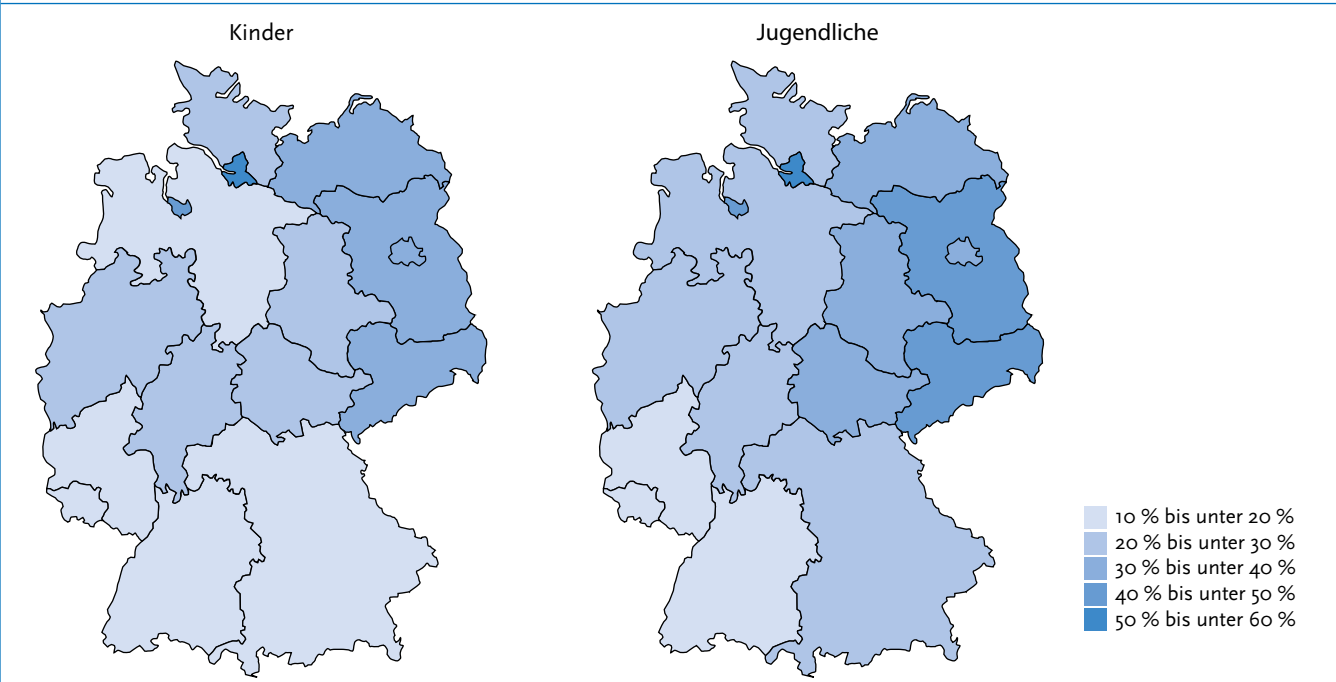 Kinder
Jugendliche
10 % bis unter 20 %
20 % bis unter 30 %
30 % bis unter 40 %
40 % bis unter 50 %
50 % bis unter 60 %